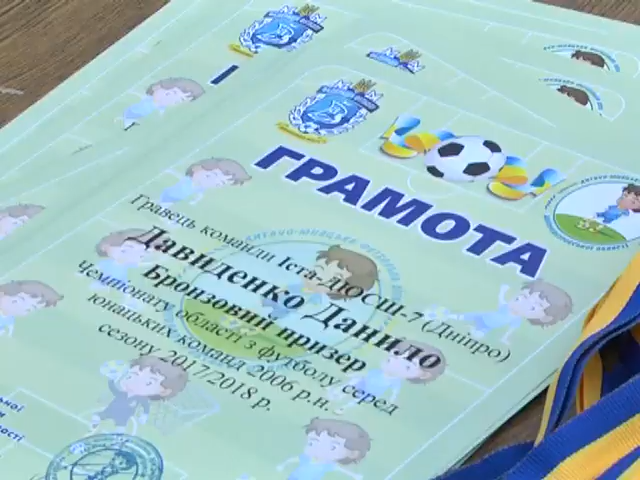 ГРАМОТА
Гравець команди Іста-ДЮСШ-7 (Дніпро)
Давиденко Данило
Бронзовий призер
Чемпіонату області з футболу серед
юнацьких команд 2006 р.н.
сезону 2017/2018 р.